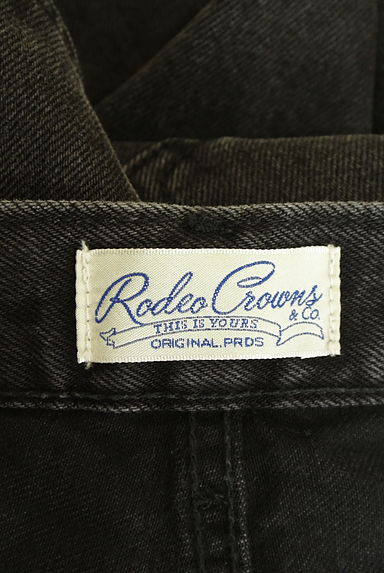 Rodeo Crowns
& Co.
THIS IS YOURS
ORIGINAL.PRDS